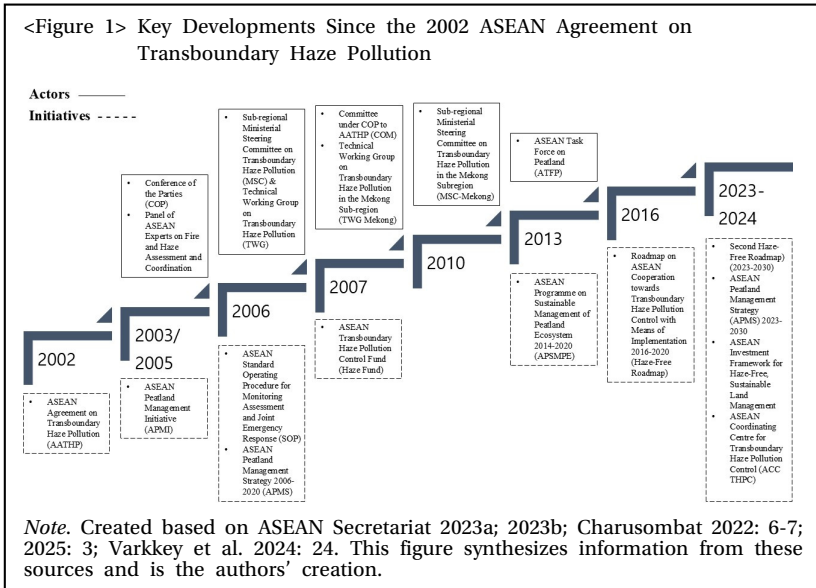 <Figure 1> Key Developments Since the 2002 ASEAN Agreement on
Transboundary Haze Pollution
Actors
Initiatives
2002
• ASEAN
Agreement on
Transboundary
Haze Pollution
(AATHP)
• Conference of
the Parties
(COP)
• Panel of
ASEAN
Experts on Fire
and Haze
Assessment and
Coordination
2003/
2005
• ASEAN
Peatland
Management
Initiative
(APMI)
• Sub-regional
Ministerial
Steering
Committee on
Transboundary
Haze Pollution
(MSC) &
Technical
Working Group
on
Transboundary
Haze Pollution
(TWG)
2006
• ASEAN
Standard
Operating
Procedure for
Monitoring
Assessment
and Joint
Emergency
Response (SOP)
• ASEAN
Peatland
Management
Strategy 2006-
2020 (APMS)
• Committee
under COP to
AATHP (COM)
• Technical
Working Group
on
Transboundary
Haze Pollution
in the Mekong
Sub-region
(TWG Mekong)
2007
• ASEAN
Transboundary
Haze Pollution
Control Fund
(Haze Fund)
• Sub-regional
Ministerial
Steering
Committee on
Transboundary
Haze Pollution
in the Mekong
Subregion
(MSC-Mekong)
2010
• ASEAN Task
Force on
Peatland
(ATFP)
2013
• ASEAN
Programme on
Sustainable
Management of
Peatland
Ecosystem
2014-2020
(APSMPE)
2016
• Roadmap on
ASEAN
Cooperation
towards
Transboundary
Haze Pollution
Control with
Means of
Implementation
2016-2020
(Haze-Free
Roadmap)
2023-
2024
• Second Haze-
Free Roadmap)
(2023-2030)
• ASEAN
Peatland
Management
Strategy
(APMS) 2023-
2030
• ASEAN
Investment
Framework for
Haze-Free,
Sustainable
Land
Management
• ASEAN
Coordinating
Centre for
Transboundary
Haze Pollution
Control (ACC
THPC)
Note. Created based on ASEAN Secretariat 2023a; 2023b; Charusombat 2022: 6-7;
2025: 3; Varkkey et al. 2024: 24. This figure synthesizes information from these
sources and is the authors' creation.